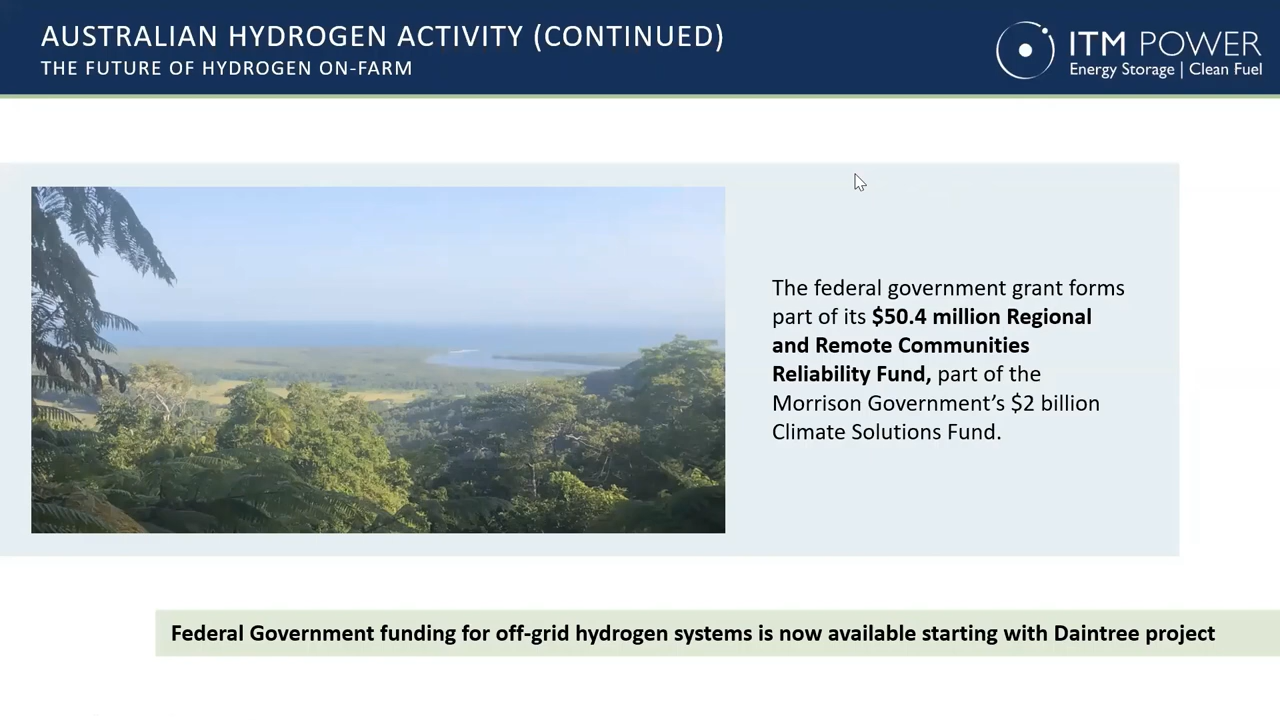 AUSTRALIAN HYDROGEN ACTIVITY (CONTINUED)
THE FUTURE OF HYDROGEN ON-FARM
ITM POWER
Energy Storage | Clean Fuel
The federal government grant forms
part of its $50.4 million Regional
and Remote Communities
Reliability Fund, part of the
Morrison Government’s $2 billion
Climate Solutions Fund.
Federal Government funding for off-grid hydrogen systems is now available starting with Daintree project